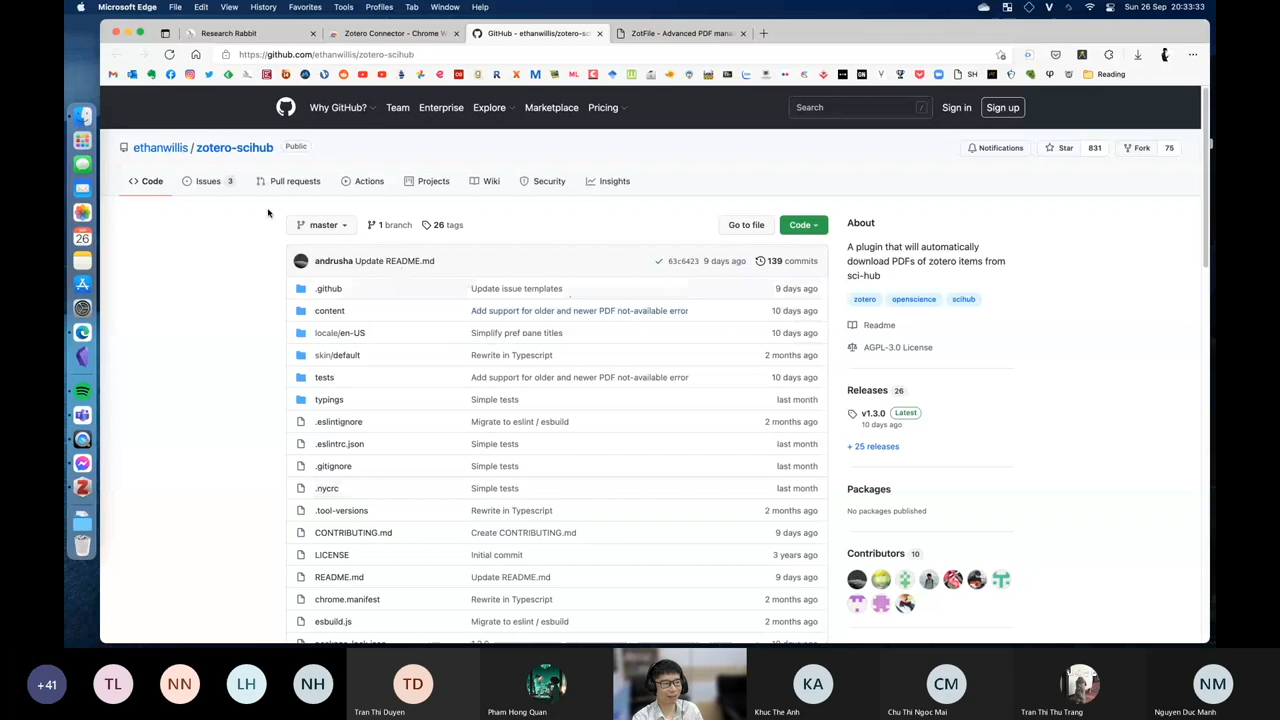 Microsoft Edge File Edit View History Favorites Tools Profiles Tab Window Help Sun 26 Sep 20:33:33
Research Rabbit Zotero Connector - Chrome W GitHub - ethanwillis/zotero-sci ZotFile - Advanced PDF mana
https://github.com/ethanwillis/zotero-scihub
SH Reading
Why GitHub? Team Enterprise Explore Marketplace Pricing Search / Sign in Sign up
ethanwillis / zotero-scihub Public Notifications Star 831 Fork 75
Code Issues 3 Pull requests Actions Projects Wiki Security Insights
master 1 branch 26 tags Go to file Code
andrusha Update README.md 63c6423 9 days ago 139 commits
.github Update issue templates 9 days ago
content Add support for older and newer PDF not-available error 10 days ago
locale/en-US Simplify pref pane titles 10 days ago
skin/default Rewrite in Typescript 2 months ago
tests Add support for older and newer PDF not-available error 10 days ago
typings Simple tests last month
.eslintignore Migrate to eslint / esbuild 2 months ago
.eslintrc.json Simple tests last month
.gitignore Simple tests last month
.nycrc Simple tests last month
.tool-versions Rewrite in Typescript 2 months ago
CONTRIBUTING.md Create CONTRIBUTING.md 9 days ago
LICENSE Initial commit 3 years ago
README.md Update README.md 9 days ago
chrome.manifest Rewrite in Typescript 2 months ago
esbuild.js Migrate to eslint / esbuild 2 months ago
About
A plugin that will automatically
download PDFs of zotero items from
sci-hub
zotero openscience scihub
Readme
AGPL-3.0 License
Releases 26
v1.3.0 Latest
10 days ago
+ 25 releases
Packages
No packages published
Contributors 10
SEP
26
+41 TL NN LH NH TD KA CM NM
Tran Thi Duyen Pham Hong Quan Khuc The Anh Chu Thi Ngoc Mai Tran Thi Thu Trang Nguyen Duc Manh